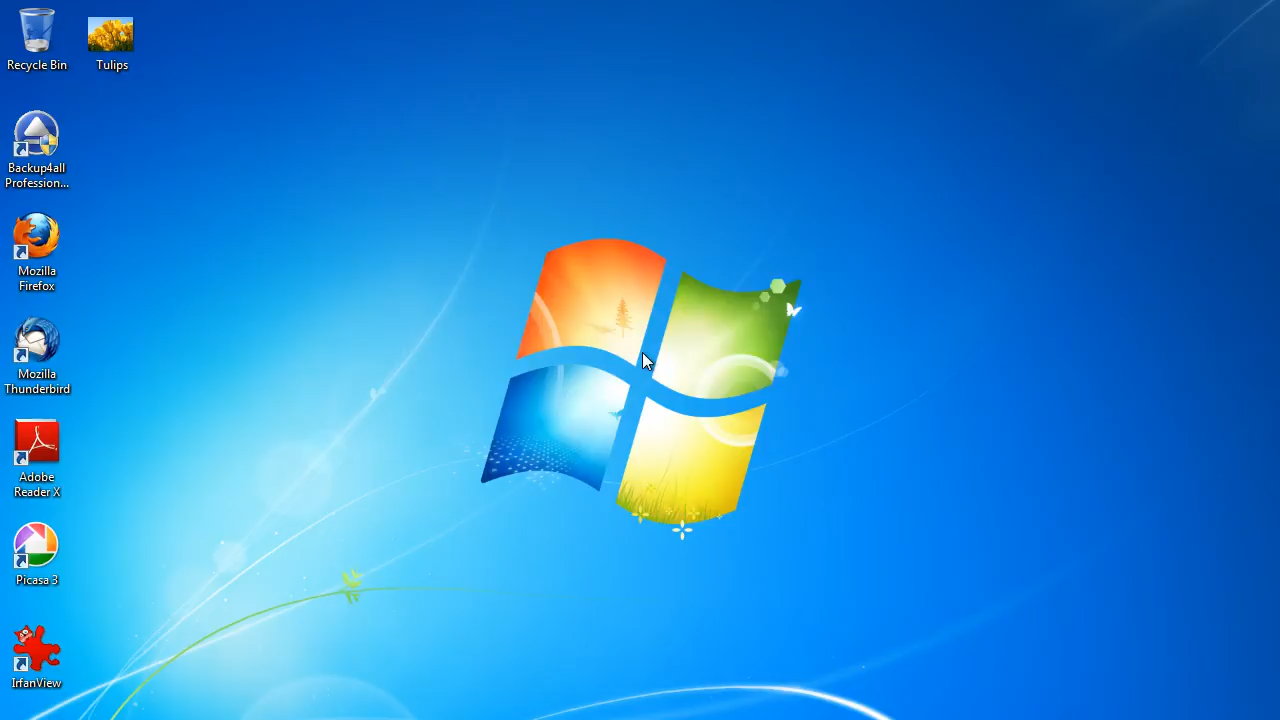 Recycle Bin
Tulips
Backup4all
Profession...
Mozilla
Firefox
Mozilla
Thunderbird
Adobe
Reader X
Picasa 3
IrfanView